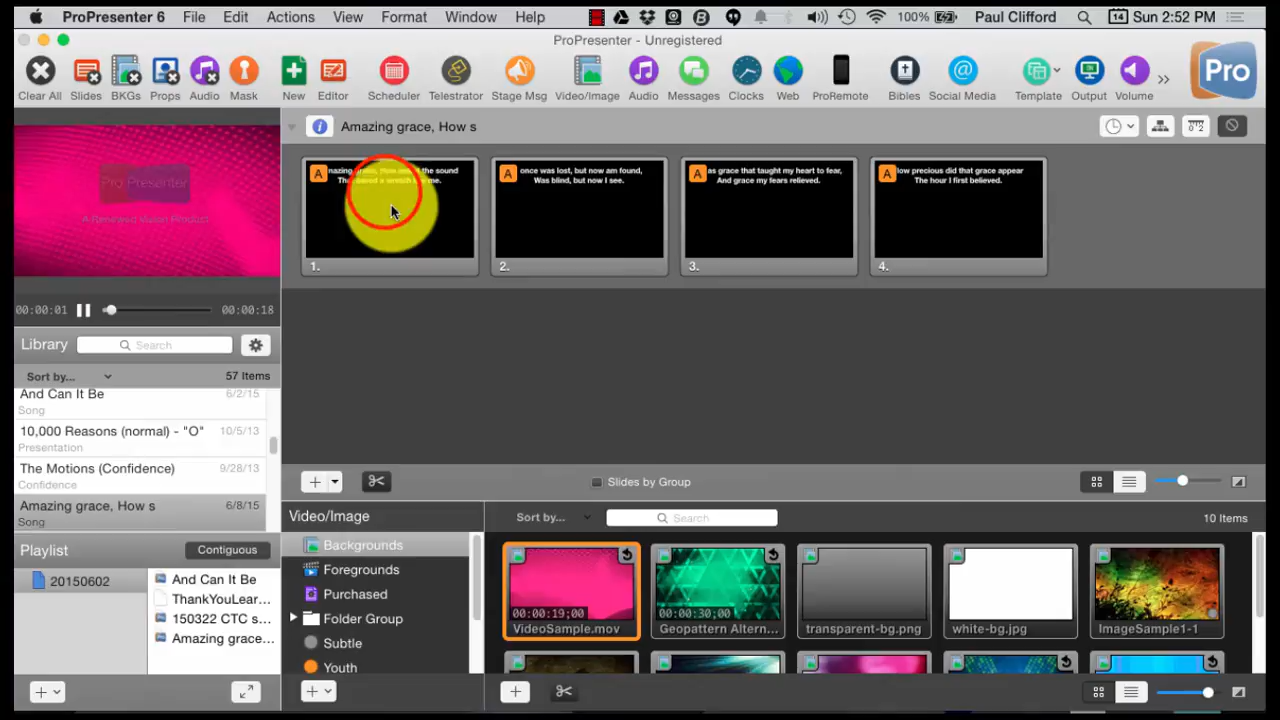 ProPresenter 6 File Edit Actions View Format Window Help 100% Paul Clifford 14 Sun 2:52 PM
ProPresenter - Unregistered
Clear All Slides BKGs Props Audio Mask New Editor Scheduler Telestrator Stage Msg Video/Image Audio Messages Clocks Web ProRemote Bibles Social Media Template Output Volume Pro
Amazing grace, How s
Pro Presenter
A Renewed Vision Product
A
the sound
me.
1.
A once was lost, but now am found,
Was blind, but now I see.
2.
A as grace that taught my heart to fear,
And grace my fears relieved.
3.
A low precious did that grace appear
The hour I first believed.
4.
00:00:01 00:00:18
Library Search
Sort by... 57 Items
And Can It Be 6/2/15
Song
10,000 Reasons (normal) - "O" 10/5/13
Presentation
The Motions (Confidence) 9/28/13
Confidence
Amazing grace, How s 6/8/15
Song
Slides by Group
Playlist Contiguous
20150602
And Can It Be
ThankYouLear...
150322 CTC s...
Amazing grace...
Video/Image
Backgrounds
Foregrounds
Purchased
Folder Group
Subtle
Youth
Sort by... Search 10 Items
00:00:19;00
VideoSample.mov
00:00:30;00
Geopattern Altern...
transparent-bg.png
white-bg.jpg
ImageSample1-1